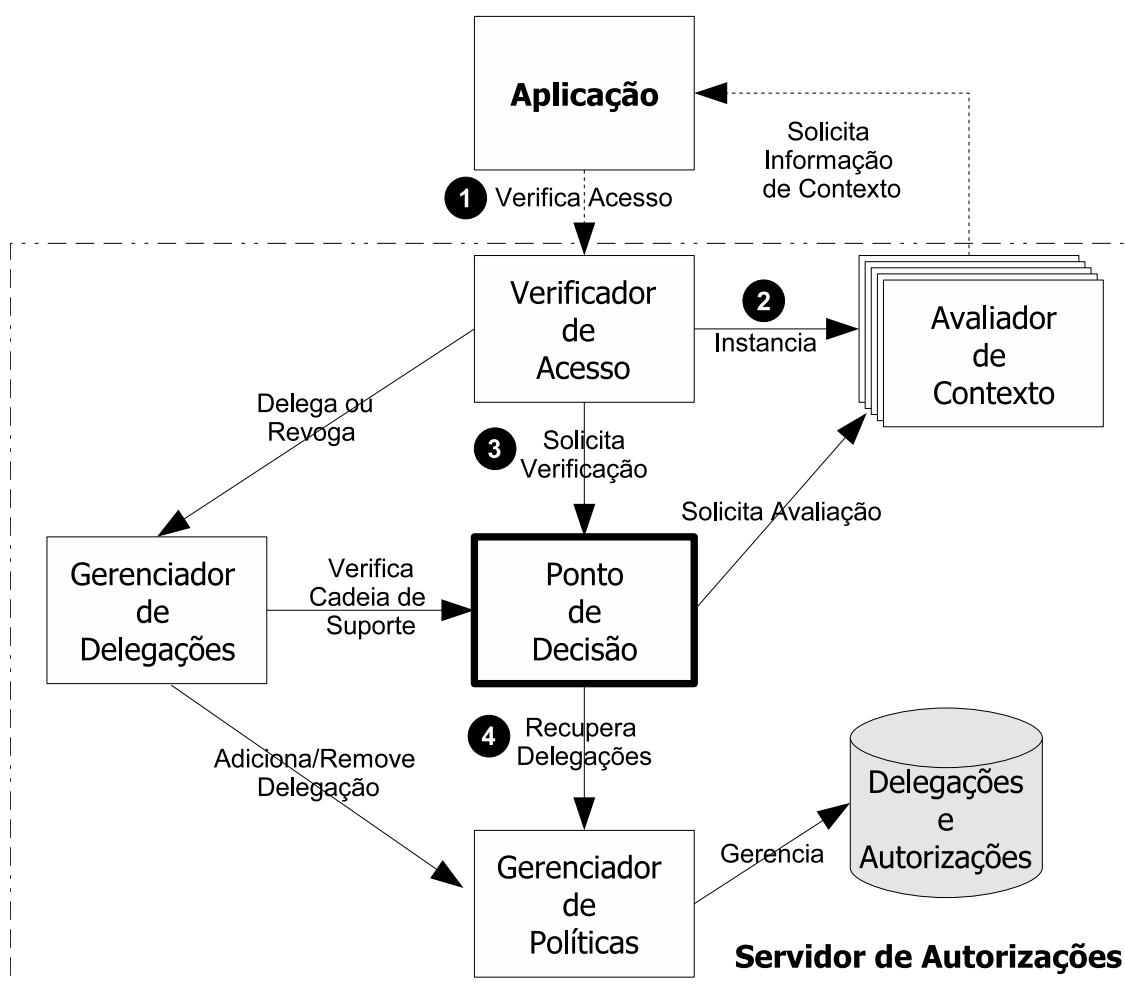 Aplicação
Solicita
Informação
de Contexto
1 Verifica Acesso
Verificador
de
Acesso
2
Instancia
Avaliador
de
Contexto
Delega ou
Revoga
3 Solicita
Verificação
Solicita Avaliação
Gerenciador
de
Delegações
Verifica
Cadeia de
Suporte
Ponto
de
Decisão
4 Recupera
Delegações
Adiciona/Remove
Delegação
Delegações
e
Autorizações
Gerencia
Gerenciador
de
Políticas
Servidor de Autorizações